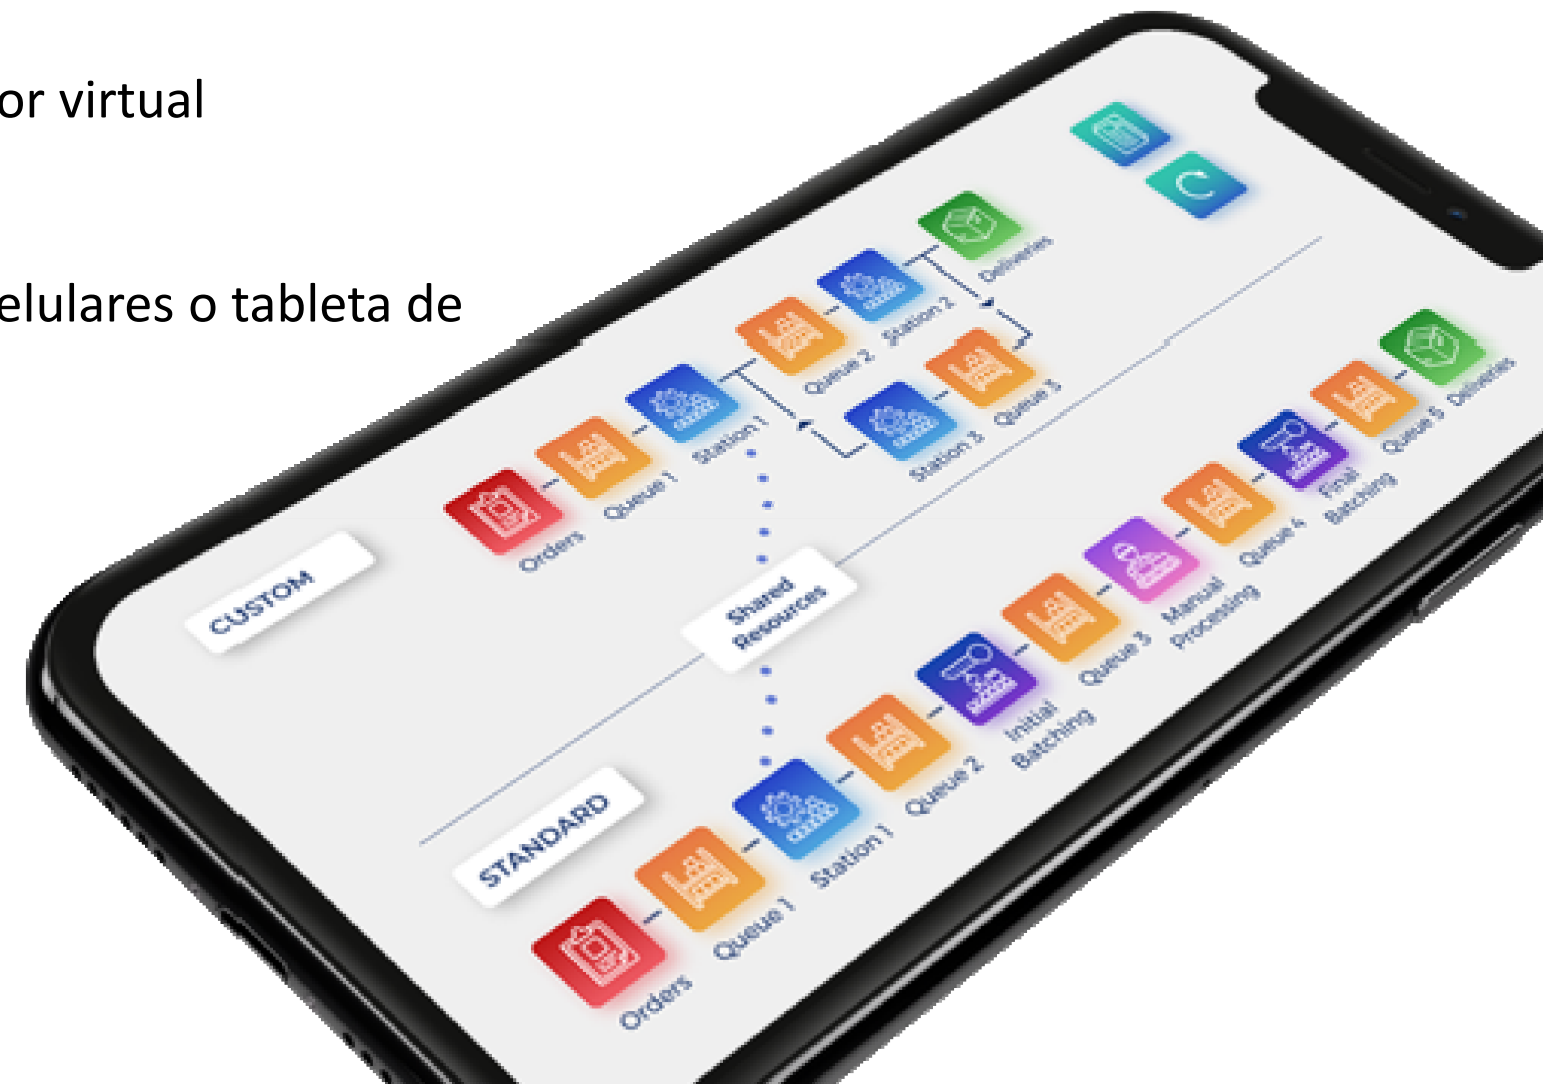 or virtual
elulares o tableta de
CUSTOM
Orders
Queue 1
Station 1
Queue 2
Station 2
Deliveries
Station 3
Queue 3
Shared
Resources
STANDARD
Orders
Queue 1
Station 1
Queue 2
Initial
Batching
Queue 3
Manual
Processing
Queue 4
Final
Batching
Queue 5
Deliveries